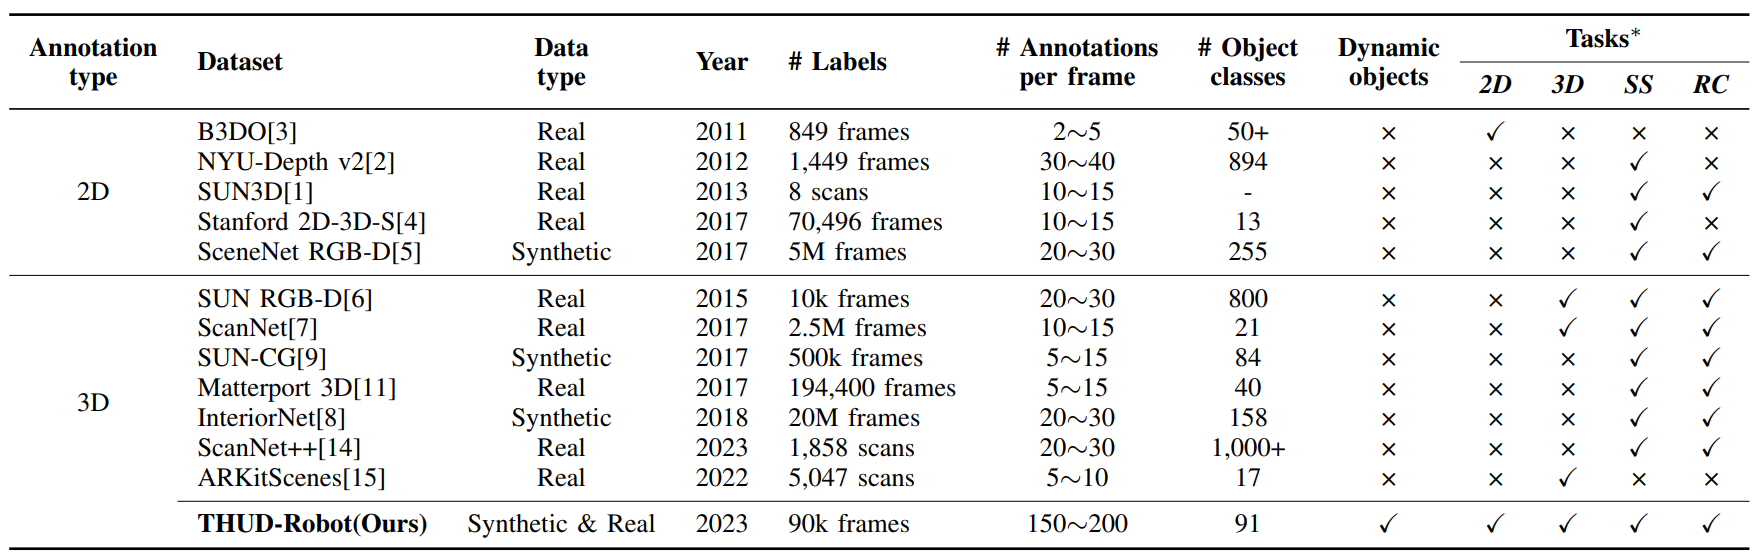 Annotation type Dataset Data type Year # Labels # Annotations per frame # Object classes Dynamic objects Tasks*
2D 3D SS RC
2D
B3DO[3] Real 2011 849 frames 2∼5 50+ × ✓ × × ×
NYU-Depth v2[2] Real 2012 1,449 frames 30∼40 894 × × × ✓ ×
SUN3D[1] Real 2013 8 scans 10∼15 - × × × ✓ ✓
Stanford 2D-3D-S[4] Real 2017 70,496 frames 10∼15 13 × × × ✓ ×
SceneNet RGB-D[5] Synthetic 2017 5M frames 20∼30 255 × × × ✓ ✓
3D
SUN RGB-D[6] Real 2015 10k frames 20∼30 800 × × ✓ ✓ ✓
ScanNet[7] Real 2017 2.5M frames 10∼15 21 × × ✓ ✓ ✓
SUN-CG[9] Synthetic 2017 500k frames 5∼15 84 × × × ✓ ✓
Matterport 3D[11] Real 2017 194,400 frames 5∼15 40 × × × ✓ ✓
InteriorNet[8] Synthetic 2018 20M frames 20∼30 158 × × × ✓ ✓
ScanNet++[14] Real 2023 1,858 scans 20∼30 1,000+ × × × ✓ ✓
ARKitScenes[15] Real 2022 5,047 scans 5∼10 17 × × ✓ × ×
THUD-Robot(Ours) Synthetic & Real 2023 90k frames 150∼200 91 ✓ ✓ ✓ ✓ ✓